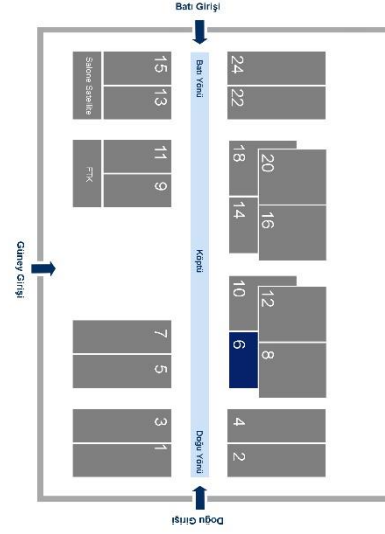 Batı Girişi
Batı Yönü
Salone Satellite
15
13
24
22
FTK
11
9
18
20
14
16
Güney Girişi
Köptü
10
12
6
8
7
5
3
1
4
2
Doğu Yönü
Doğu Girişi